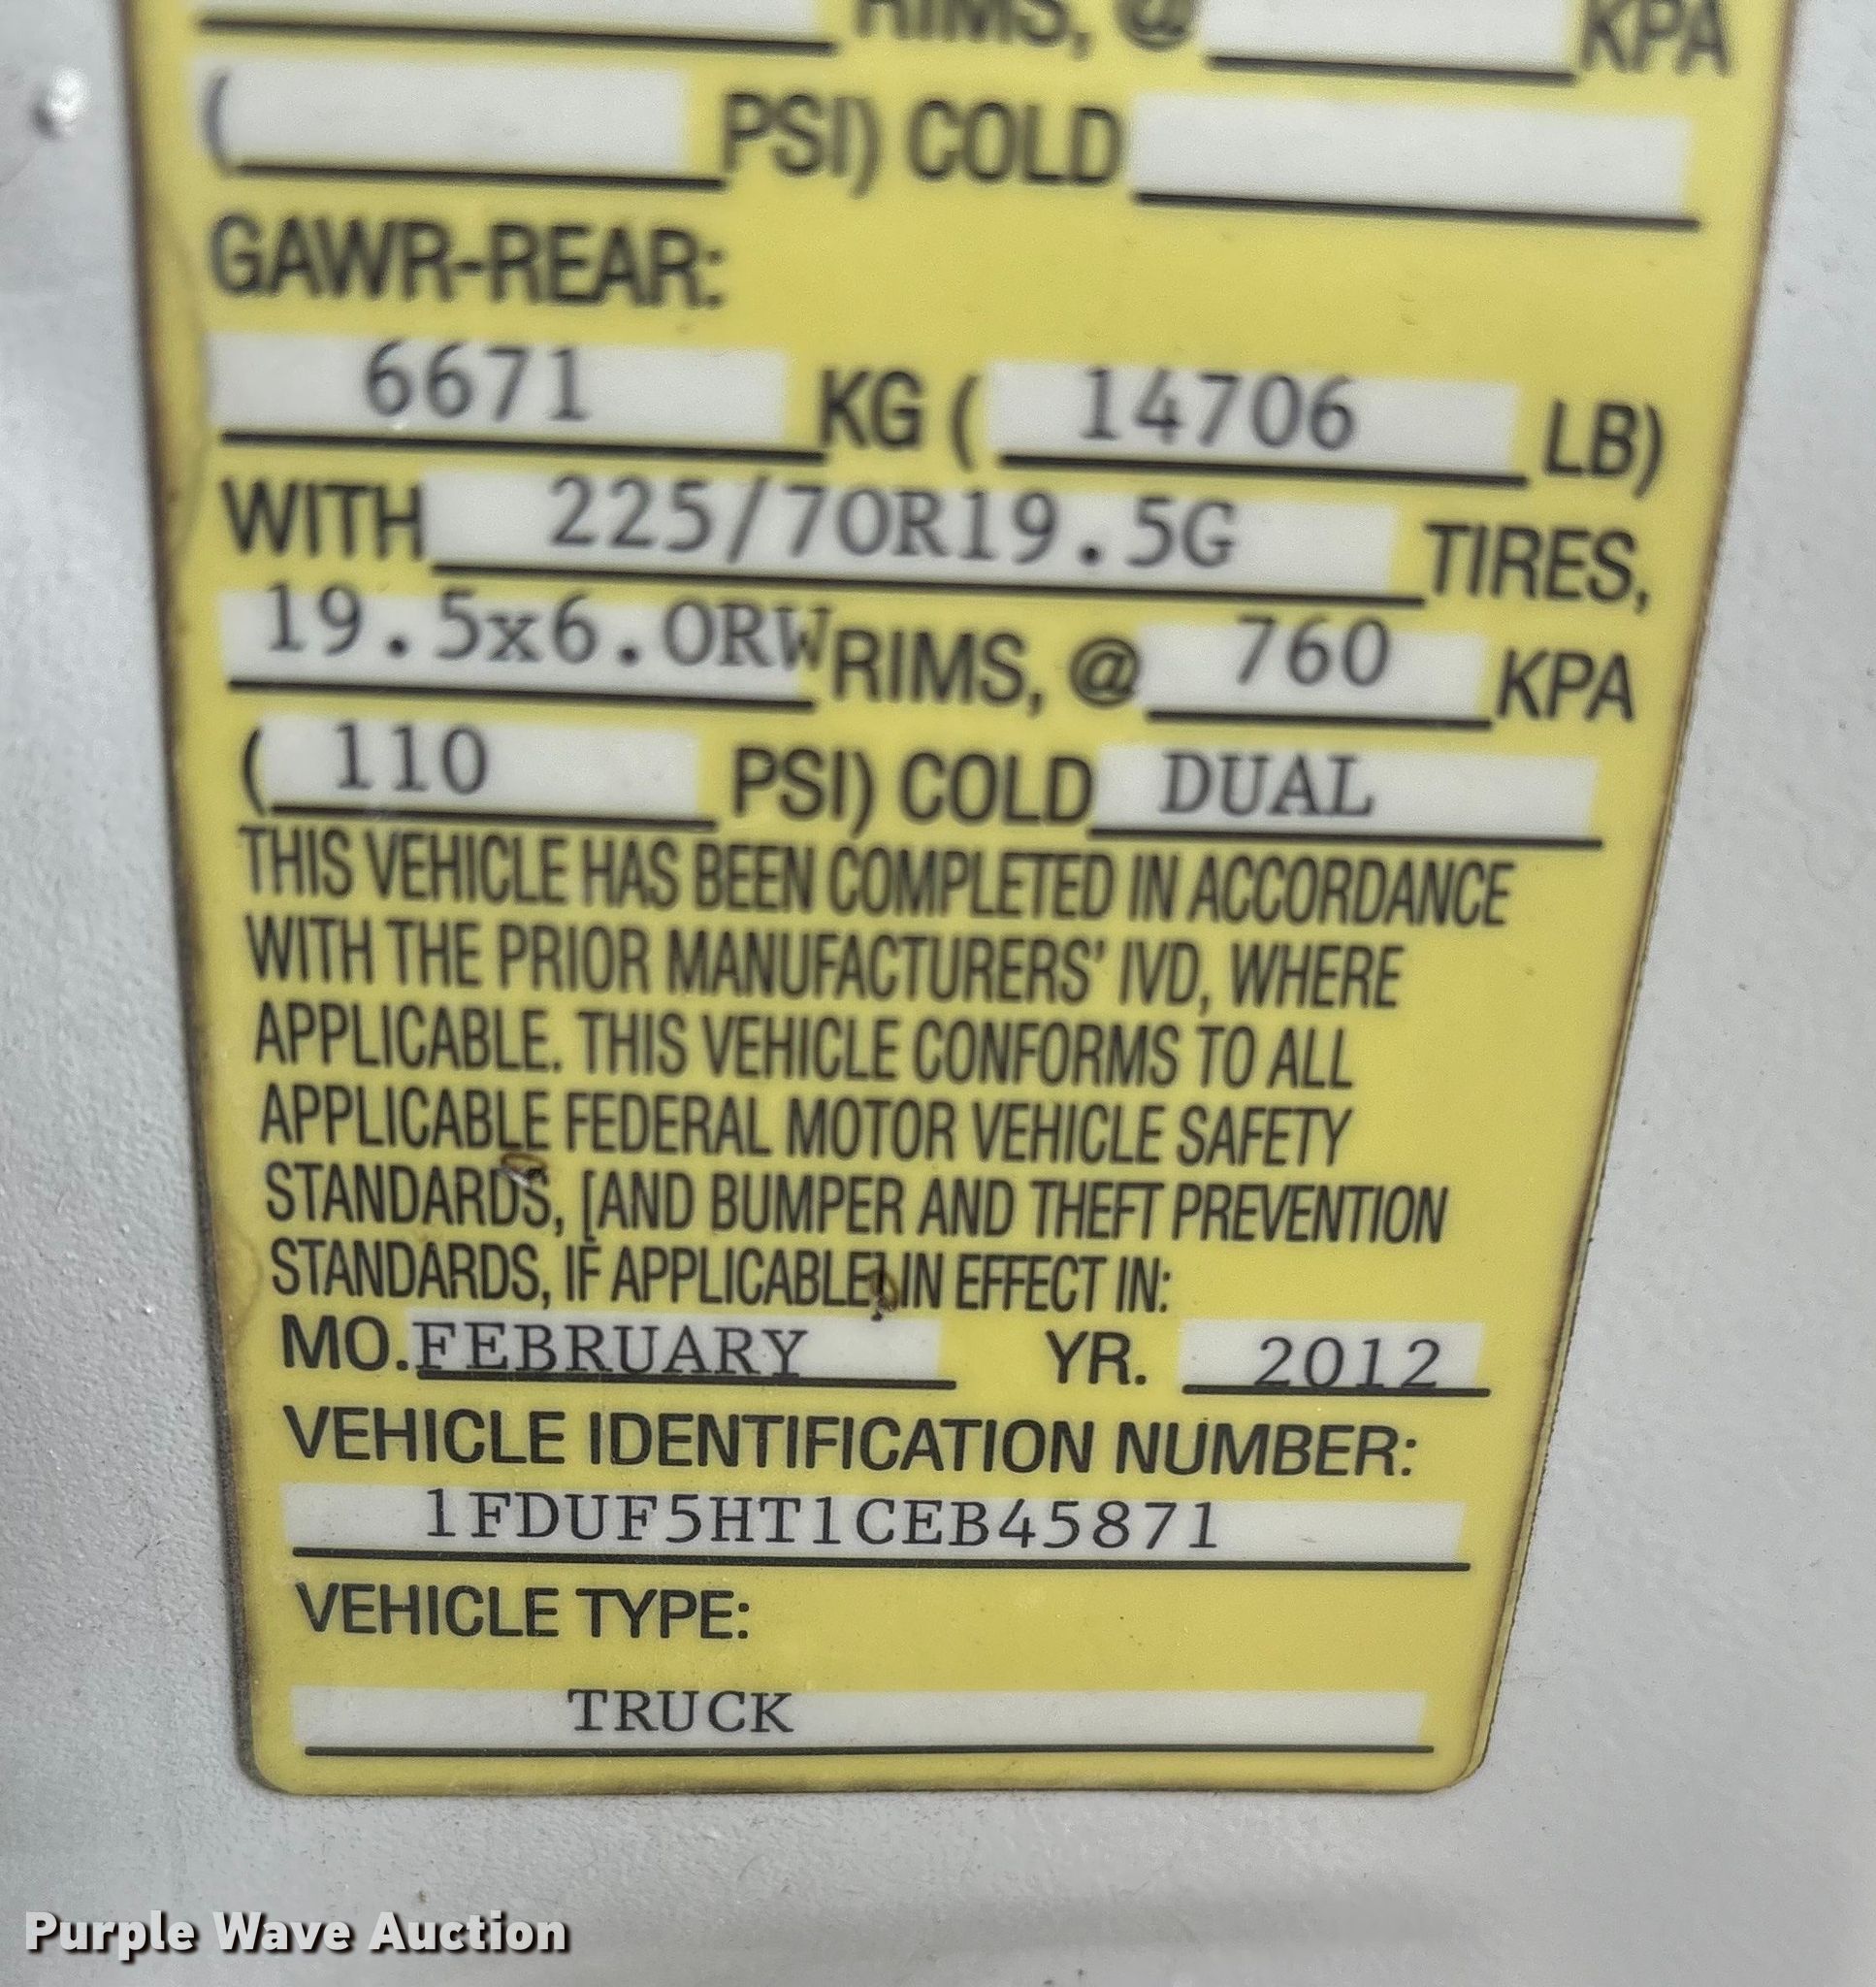 RIMS, @ KPA
( PSI) COLD
GAWR-REAR:
6671 KG ( 14706 LB)
WITH 225/70R19.5G TIRES,
19.5x6.0RW RIMS, @ 760 KPA
( 110 PSI) COLD DUAL
THIS VEHICLE HAS BEEN COMPLETED IN ACCORDANCE
WITH THE PRIOR MANUFACTURERS' IVD, WHERE
APPLICABLE. THIS VEHICLE CONFORMS TO ALL
APPLICABLE FEDERAL MOTOR VEHICLE SAFETY
STANDARDS, [AND BUMPER AND THEFT PREVENTION
STANDARDS, IF APPLICABLE] IN EFFECT IN:
MO. FEBRUARY YR. 2012
VEHICLE IDENTIFICATION NUMBER:
1FDUF5HT1CEB45871
VEHICLE TYPE:
TRUCK
Purple Wave Auction